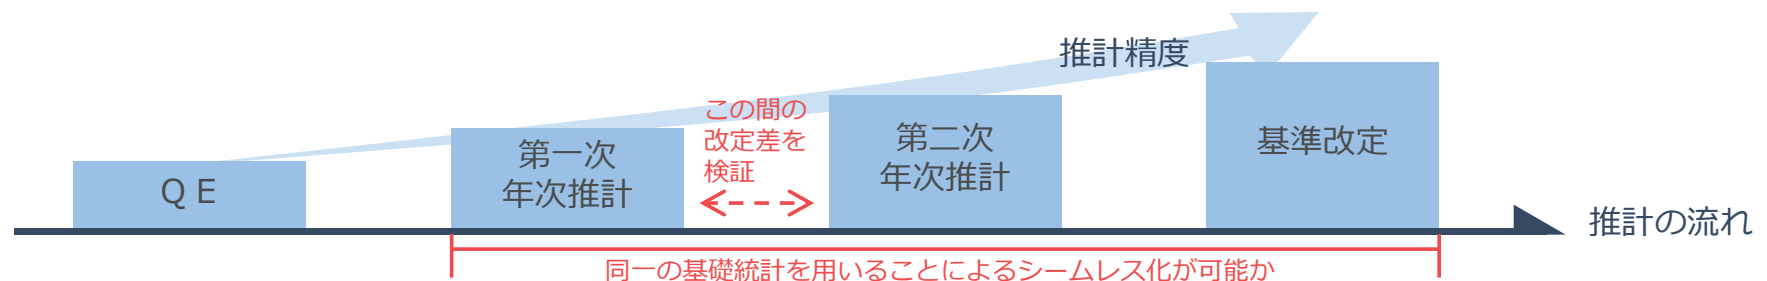 推計精度
この間の
改定差を
検証
ＱＥ
第一次
年次推計
第二次
年次推計
基準改定
推計の流れ
同一の基礎統計を用いることによるシームレス化が可能か